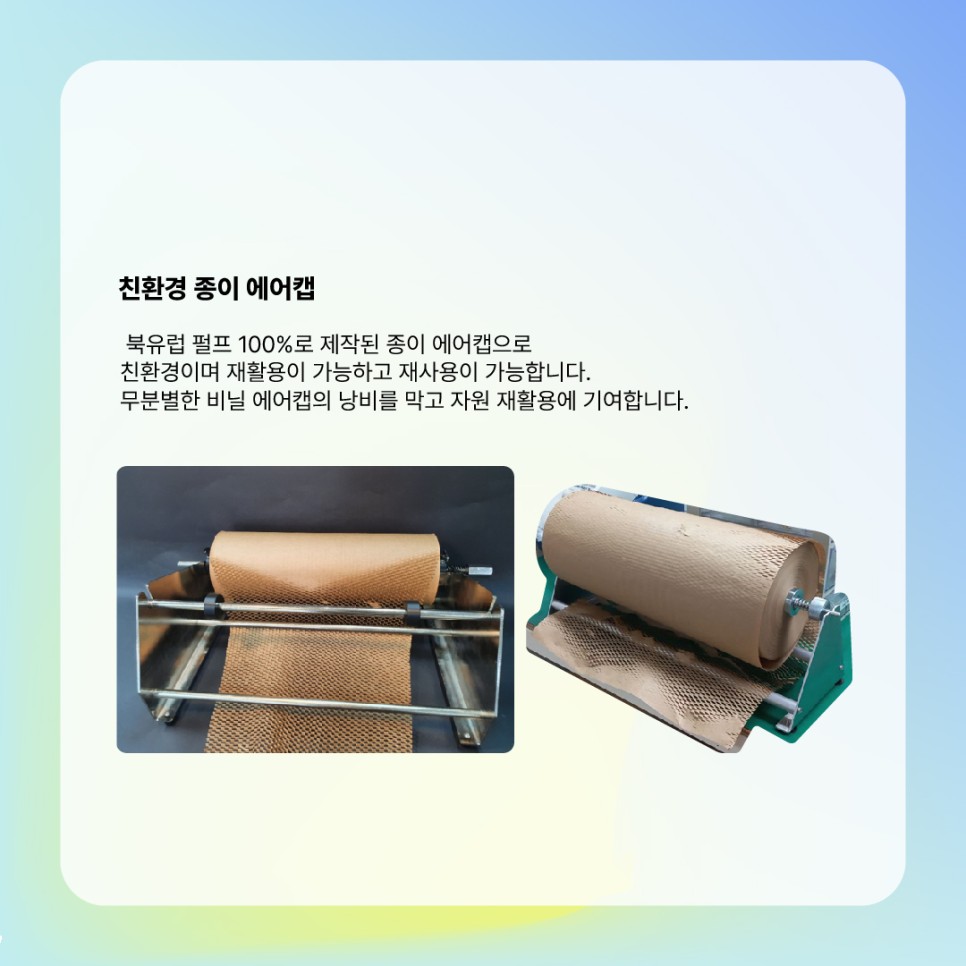 친환경 종이 에어캡
북유럽 펄프 100%로 제작된 종이 에어캡으로
친환경이며 재활용이 가능하고 재사용이 가능합니다.
무분별한 비닐 에어캡의 낭비를 막고 자원 재활용에 기여합니다.